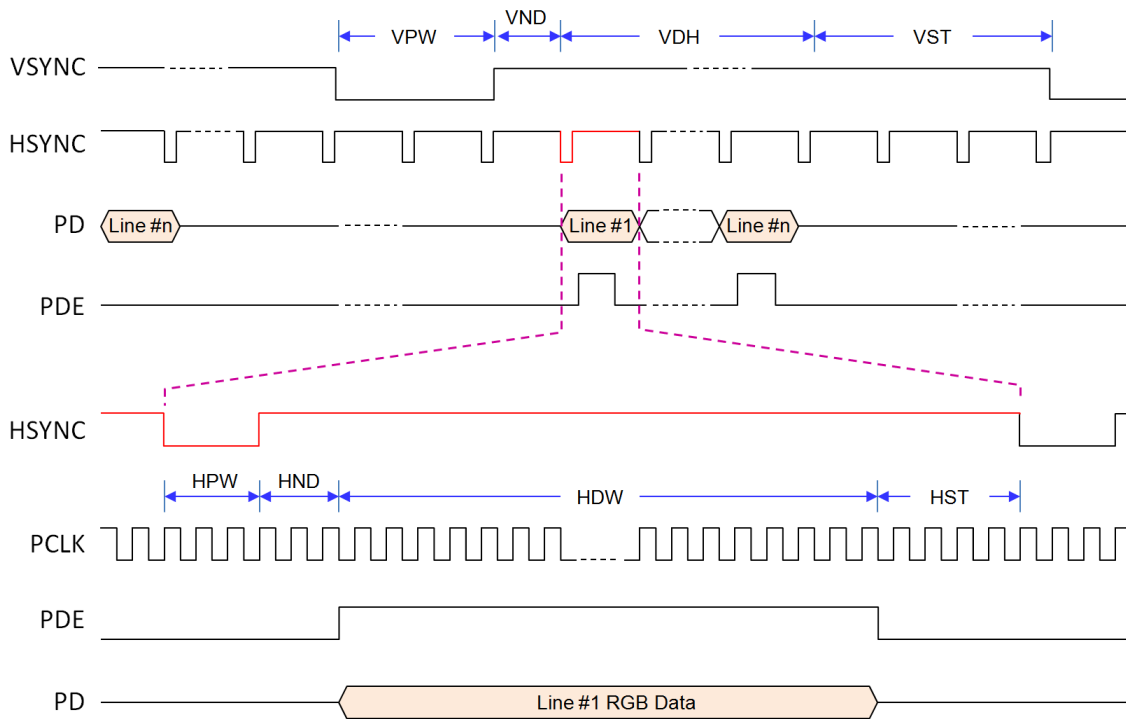 VND
VPW
VDH
VST
VSYNC
HSYNC
PD
Line #n
Line #1
Line #n
PDE
HSYNC
HPW
HND
HDW
HST
PCLK
PDE
PD
Line #1 RGB Data